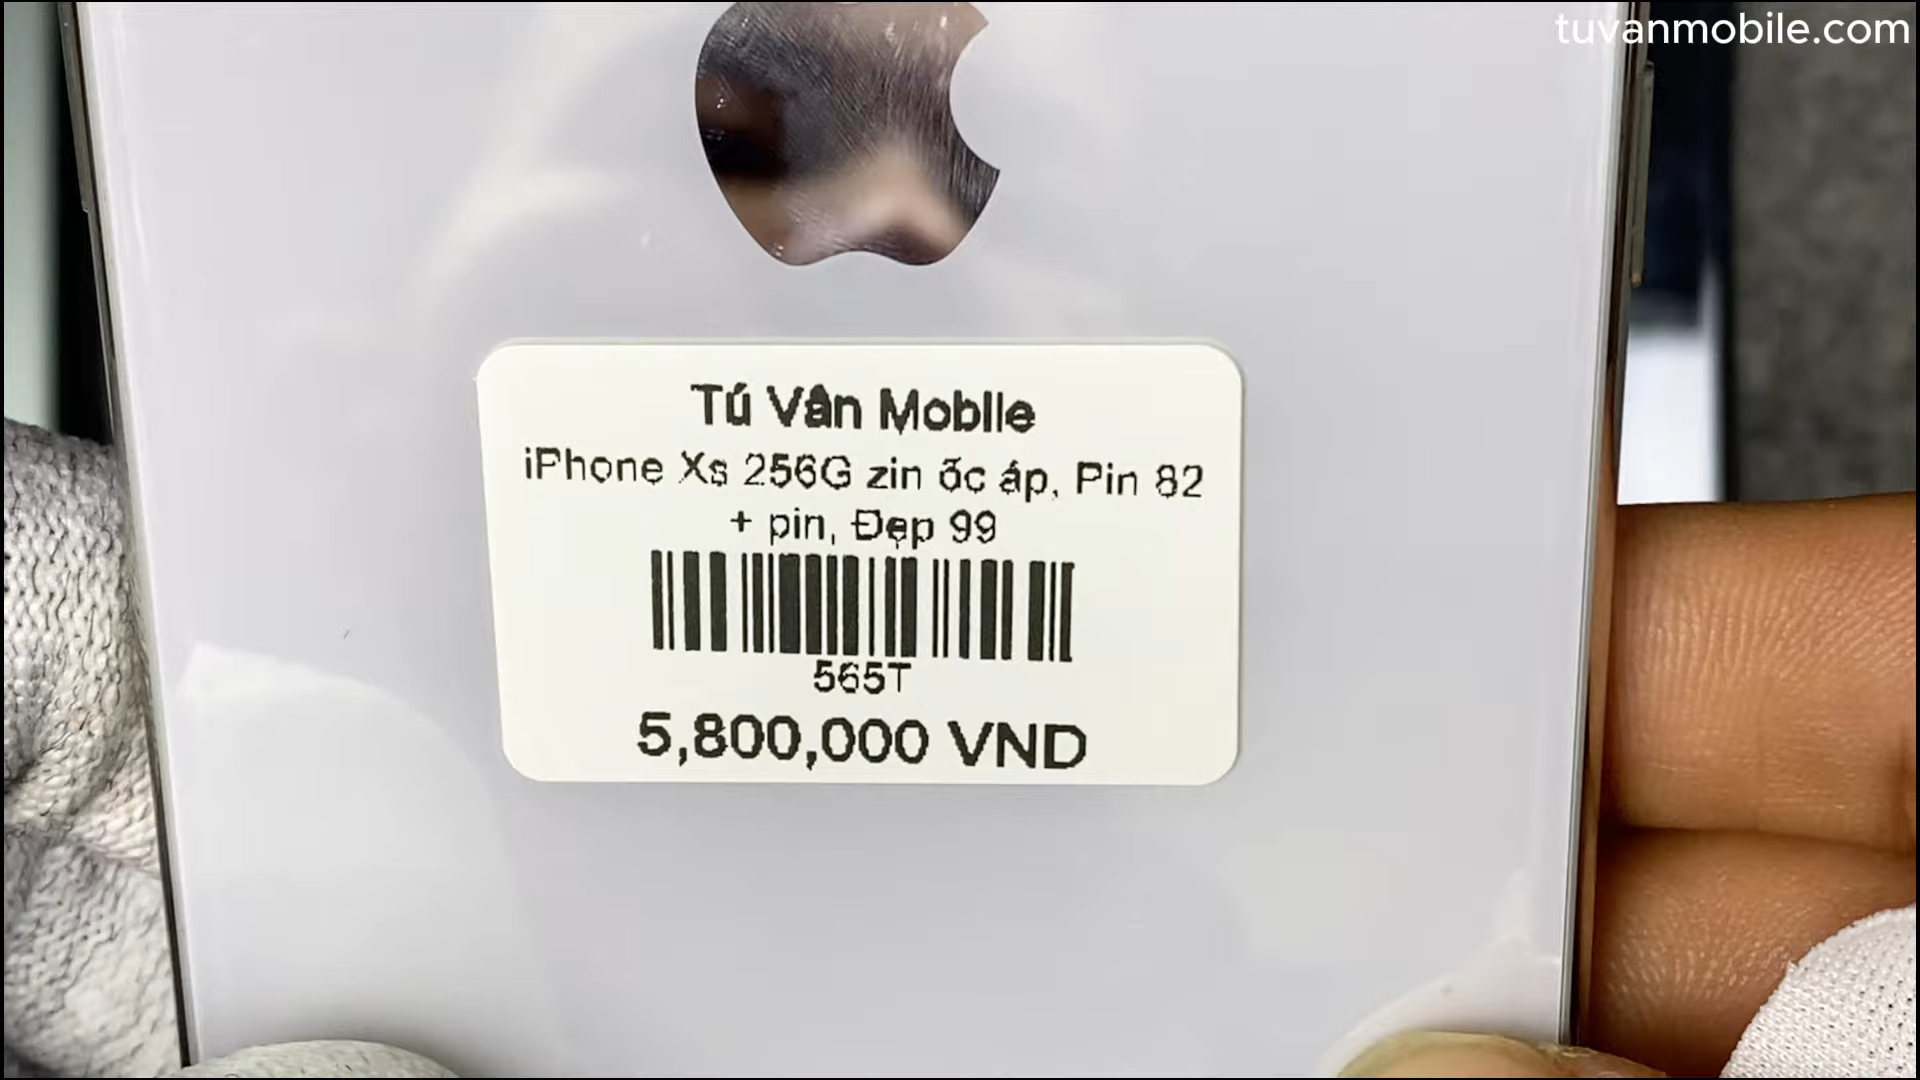 tuvanmobile.com
Tú Vân Mobile
iPhone Xs 256G zin ốc áp, Pin 82
+ pin, Đẹp 99
565T
5,800,000 VND